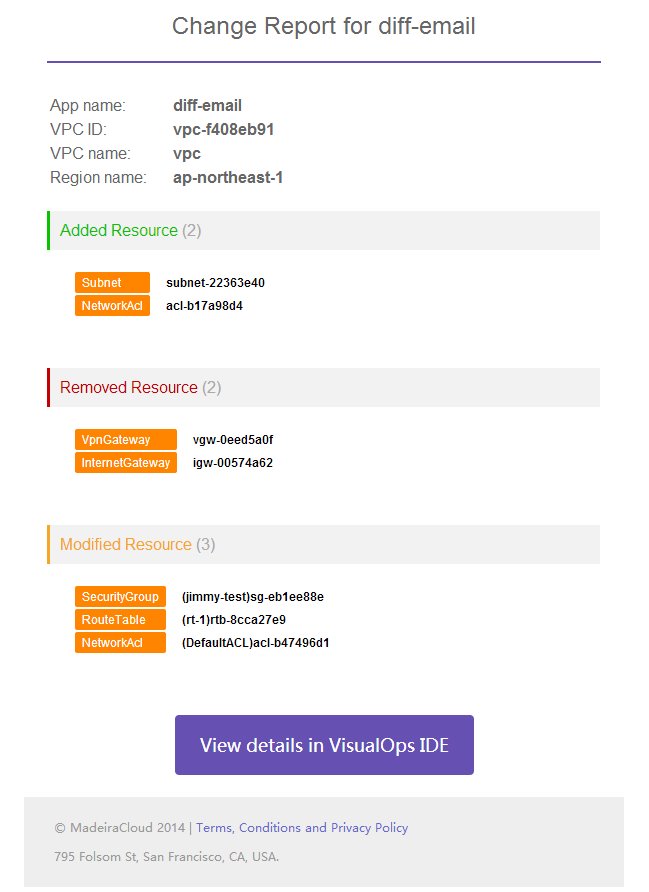 Change Report for diff-email
App name: diff-email
VPC ID: vpc-f408eb91
VPC name: vpc
Region name: ap-northeast-1
Added Resource (2)
Subnet subnet-22363e40
NetworkAcl acl-b17a98d4
Removed Resource (2)
VpnGateway vgw-0eed5a0f
InternetGateway igw-00574a62
Modified Resource (3)
SecurityGroup (jimmy-test)sg-eb1ee88e
RouteTable (rt-1)rtb-8cca27e9
NetworkAcl (DefaultACL)acl-b47496d1
View details in VisualOps IDE
© MadeiraCloud 2014 | Terms, Conditions and Privacy Policy
795 Folsom St, San Francisco, CA, USA.